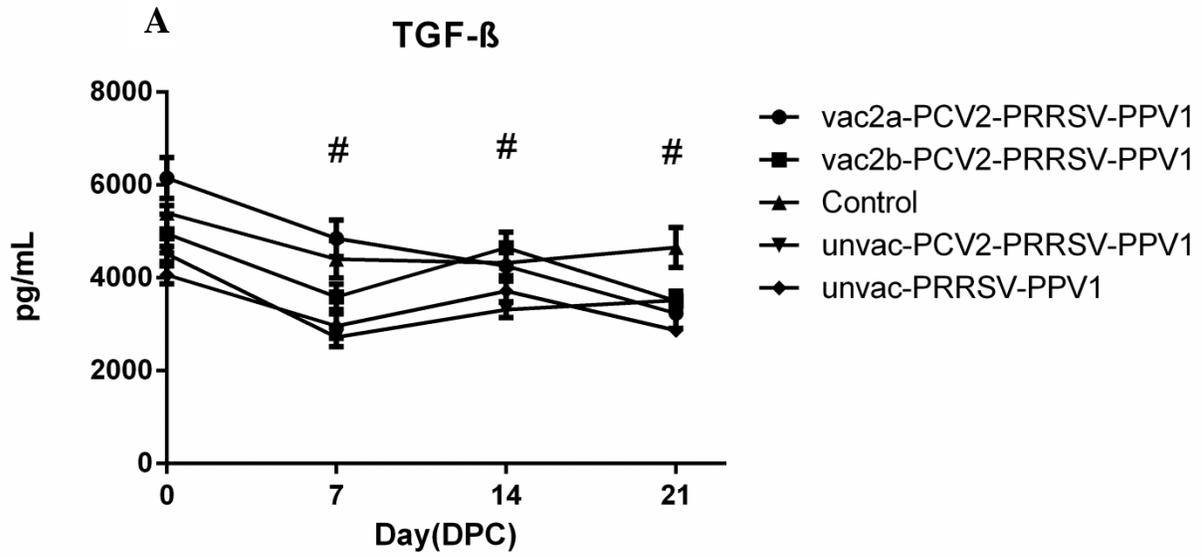 A
TGF-ß
8000
6000
4000
2000
0
pg/mL
# # #
0 7 14 21
Day(DPC)
vac2a-PCV2-PRRSV-PPV1
vac2b-PCV2-PRRSV-PPV1
Control
unvac-PCV2-PRRSV-PPV1
unvac-PRRSV-PPV1